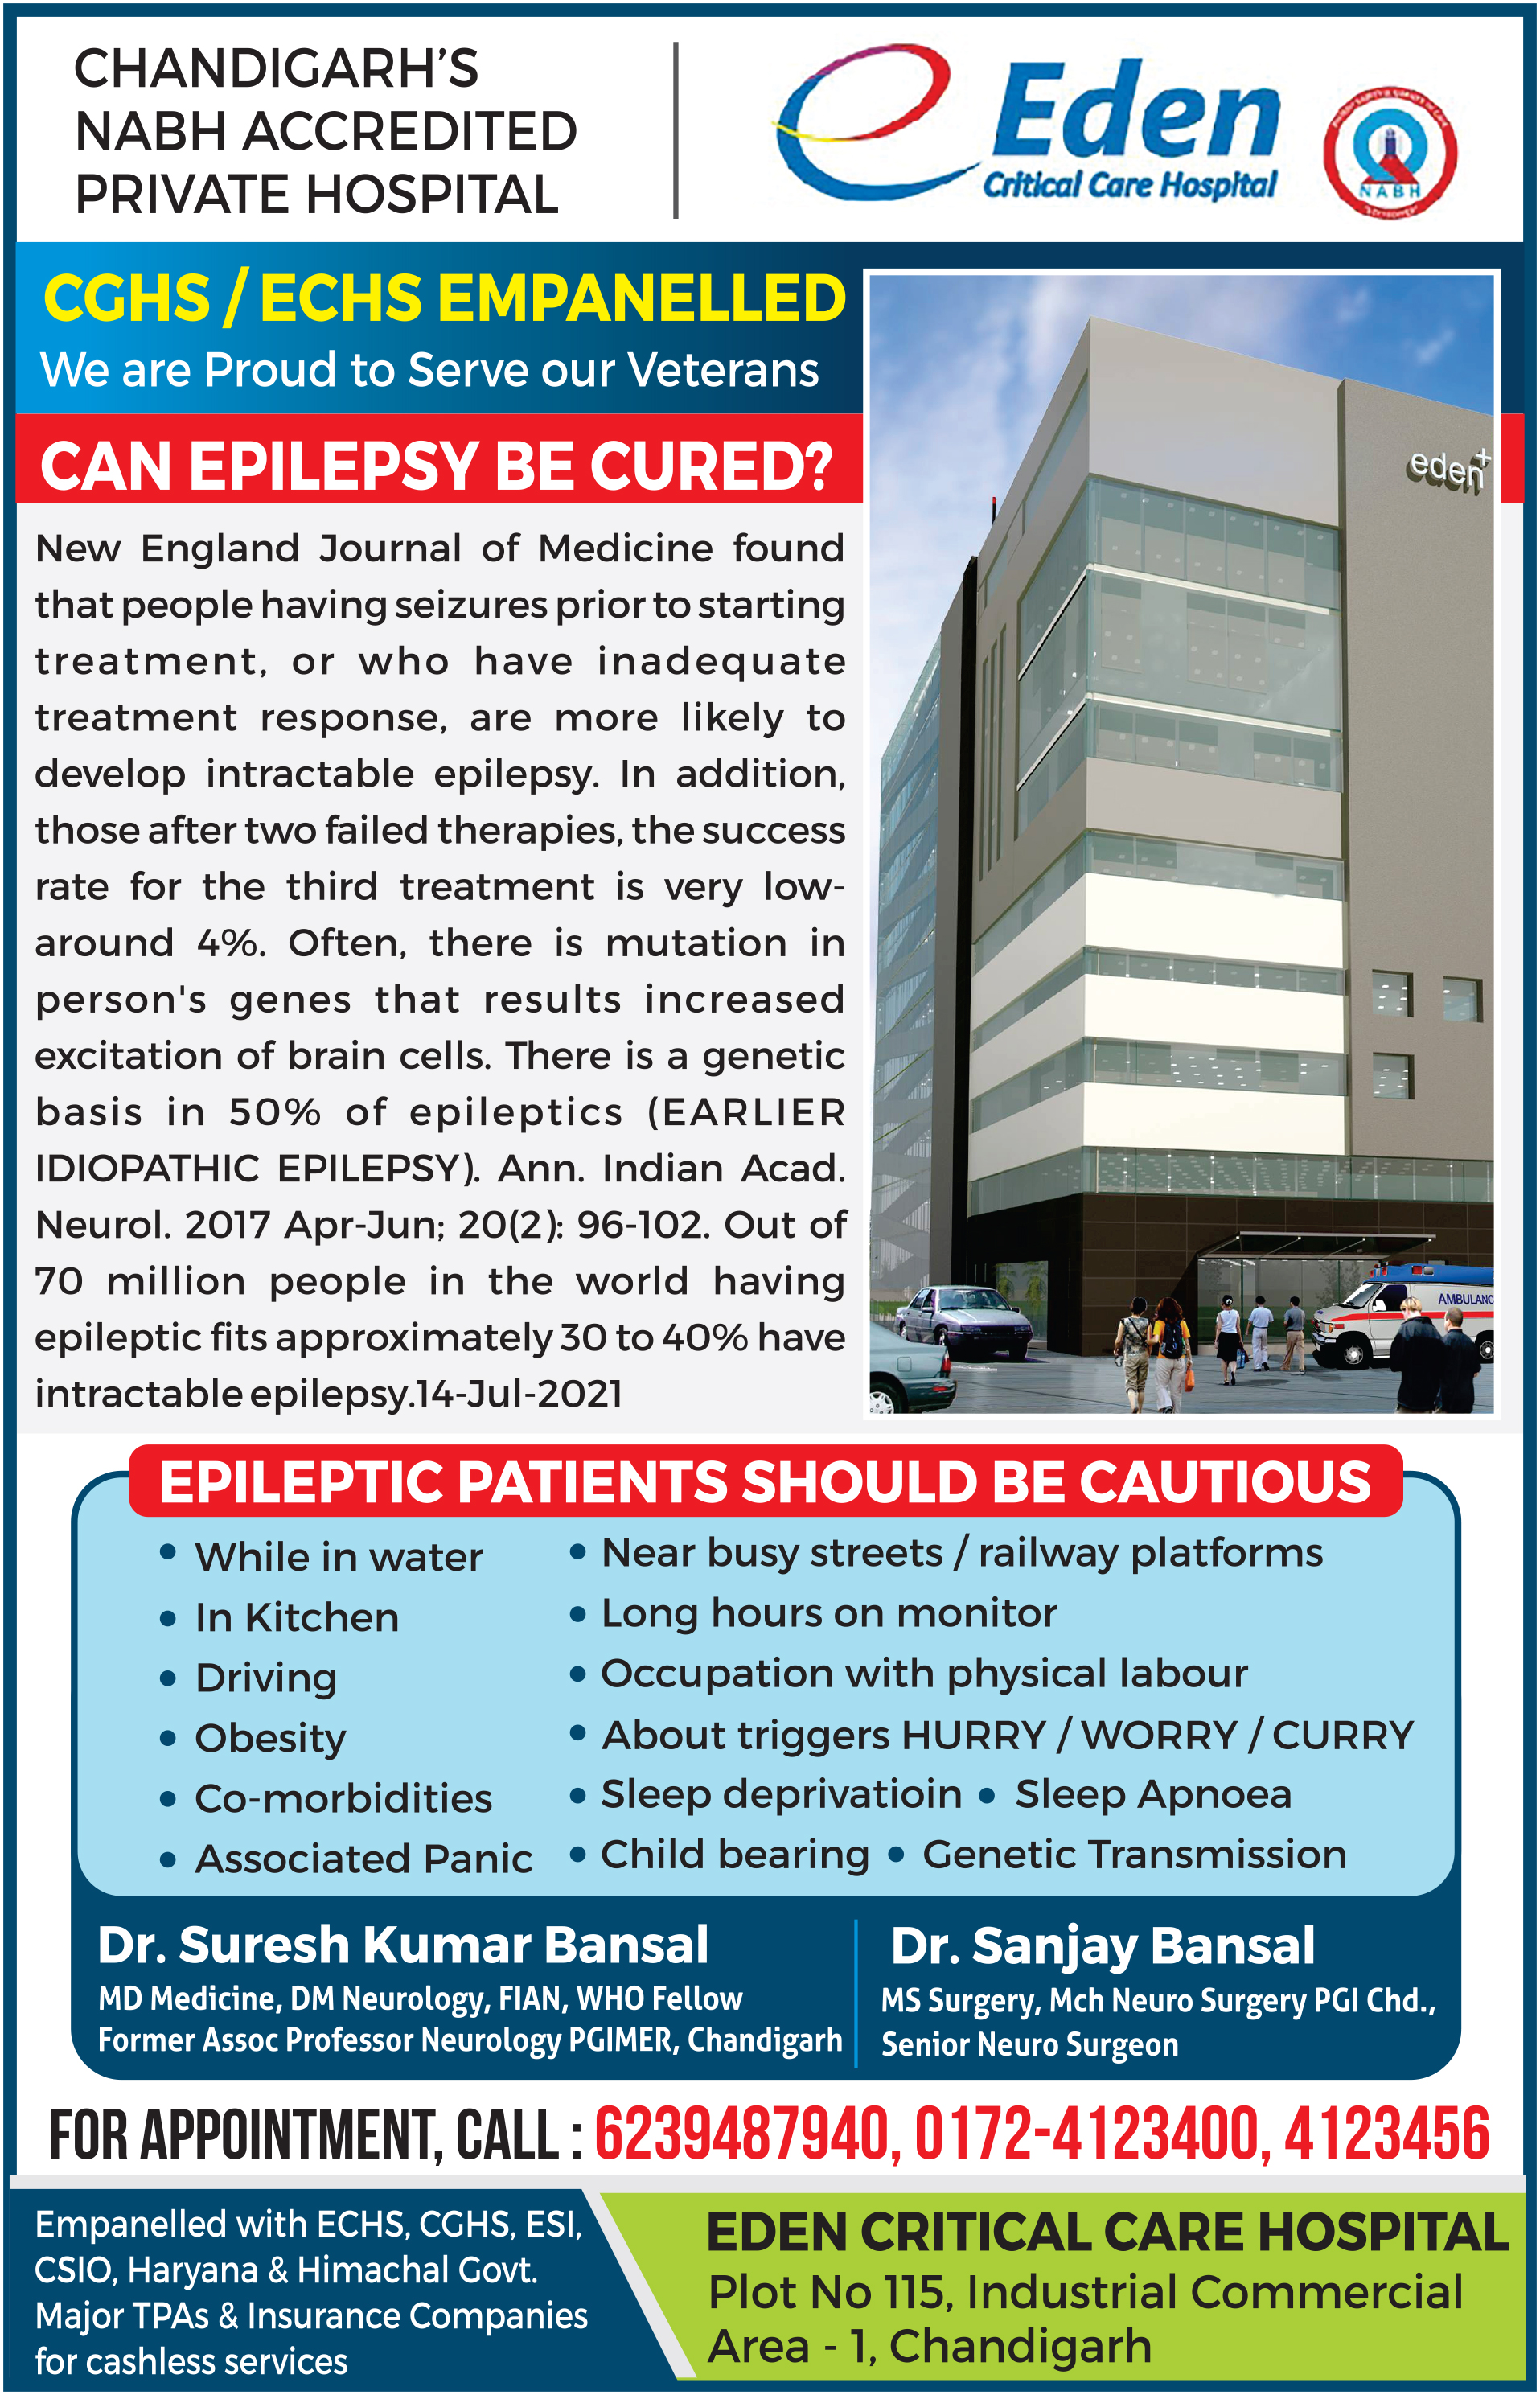 CHANDIGARH'S
NABH ACCREDITED
PRIVATE HOSPITAL
Eden
Critical Care Hospital
NABH
CGHS / ECHS EMPANELLED
We are Proud to Serve our Veterans
CAN EPILEPSY BE CURED?
eden+
New England Journal of Medicine found
that people having seizures prior to starting
treatment, or who have inadequate
treatment response, are more likely to
develop intractable epilepsy. In addition,
those after two failed therapies, the success
rate for the third treatment is very low-
around 4%. Often, there is mutation in
person's genes that results increased
excitation of brain cells. There is a genetic
basis in 50% of epileptics (EARLIER
IDIOPATHIC EPILEPSY). Ann. Indian Acad.
Neurol. 2017 Apr-Jun; 20(2): 96-102. Out of
70 million people in the world having
epileptic fits approximately 30 to 40% have
intractable epilepsy.14-Jul-2021
AMBULANC
EPILEPTIC PATIENTS SHOULD BE CAUTIOUS
• While in water
• In Kitchen
• Driving
• Obesity
• Co-morbidities
• Associated Panic
• Near busy streets / railway platforms
• Long hours on monitor
• Occupation with physical labour
• About triggers HURRY / WORRY / CURRY
• Sleep deprivatioin • Sleep Apnoea
• Child bearing • Genetic Transmission
Dr. Suresh Kumar Bansal
MD Medicine, DM Neurology, FIAN, WHO Fellow
Former Assoc Professor Neurology PGIMER, Chandigarh
Dr. Sanjay Bansal
MS Surgery, Mch Neuro Surgery PGI Chd.,
Senior Neuro Surgeon
FOR APPOINTMENT, CALL : 6239487940, 0172-4123400, 4123456
Empanelled with ECHS, CGHS, ESI,
CSIO, Haryana & Himachal Govt.
Major TPAs & Insurance Companies
for cashless services
EDEN CRITICAL CARE HOSPITAL
Plot No 115, Industrial Commercial
Area - 1, Chandigarh